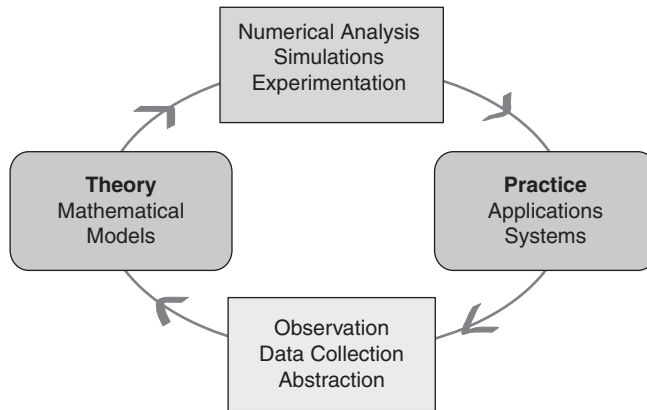 Numerical Analysis
Simulations
Experimentation
Theory
Mathematical
Models
Practice
Applications
Systems
Observation
Data Collection
Abstraction